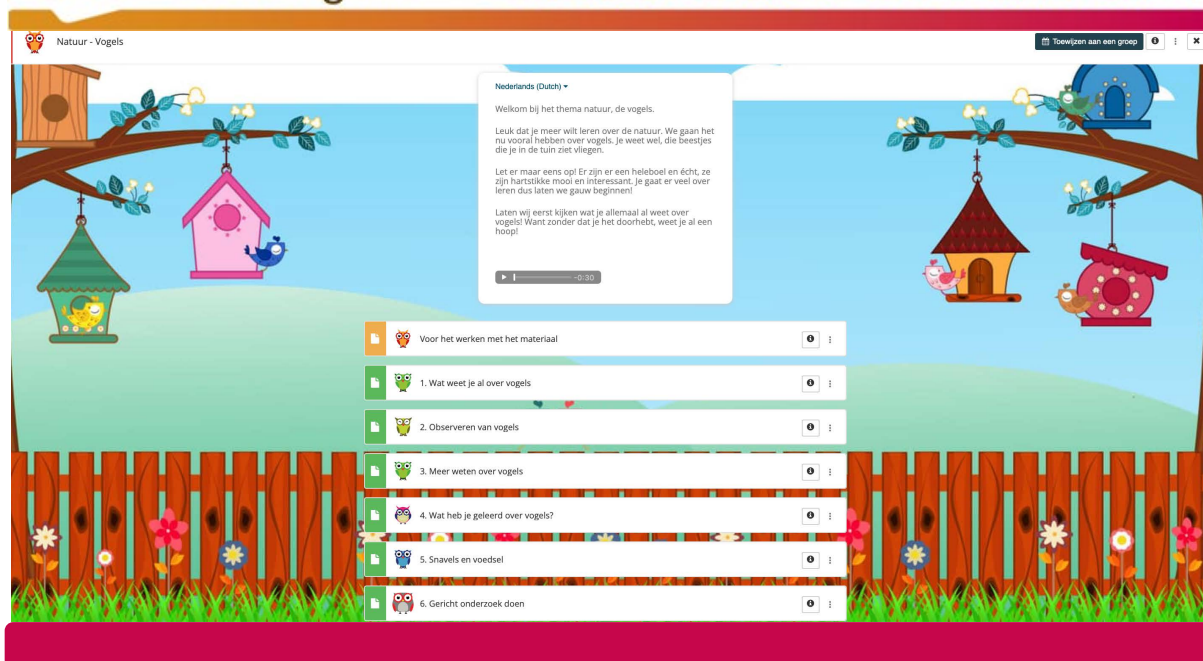 Natuur - Vogels
Toewijzen aan een groep
Nederlands (Dutch)
Welkom bij het thema natuur, de vogels.
Leuk dat je meer wilt leren over de natuur. We gaan het
nu vooral hebben over vogels. Je weet wel, die beestjes
die je in de tuin ziet vliegen.
Let er maar eens op! Er zijn er een heleboel en écht, ze
zijn hartstikke mooi en interessant. Je gaat er veel over
leren dus laten we gauw beginnen!
Laten wij eerst kijken wat je allemaal al weet over
vogels! Want zonder dat je het doorhebt, weet je al een
hoop!
-0:30
Voor het werken met het materiaal
1. Wat weet je al over vogels
2. Observeren van vogels
3. Meer weten over vogels
4. Wat heb je geleerd over vogels?
5. Snavels en voedsel
6. Gericht onderzoek doen